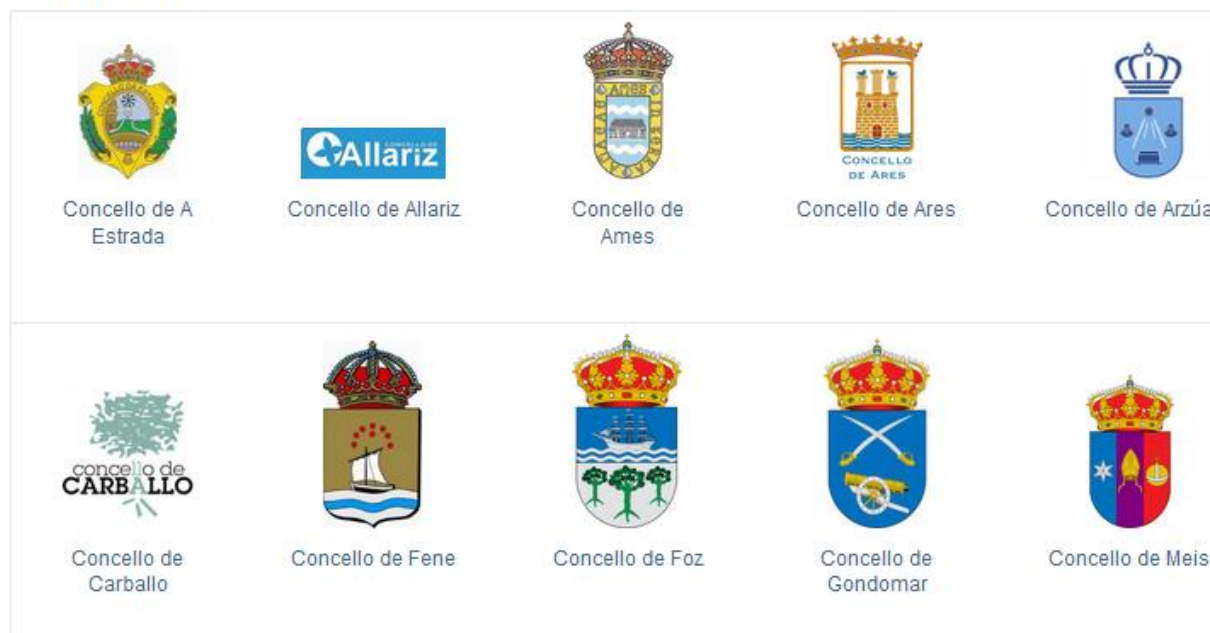 CONCELLO DE
Allariz
Ames
CONCELLO
DE ARES
Concello de A
Estrada
Concello de Allariz
Concello de
Ames
Concello de Ares
Concello de Arzúa
concello de
CARBALLO
Concello de
Carballo
Concello de Fene
Concello de Foz
Concello de
Gondomar
Concello de Meis